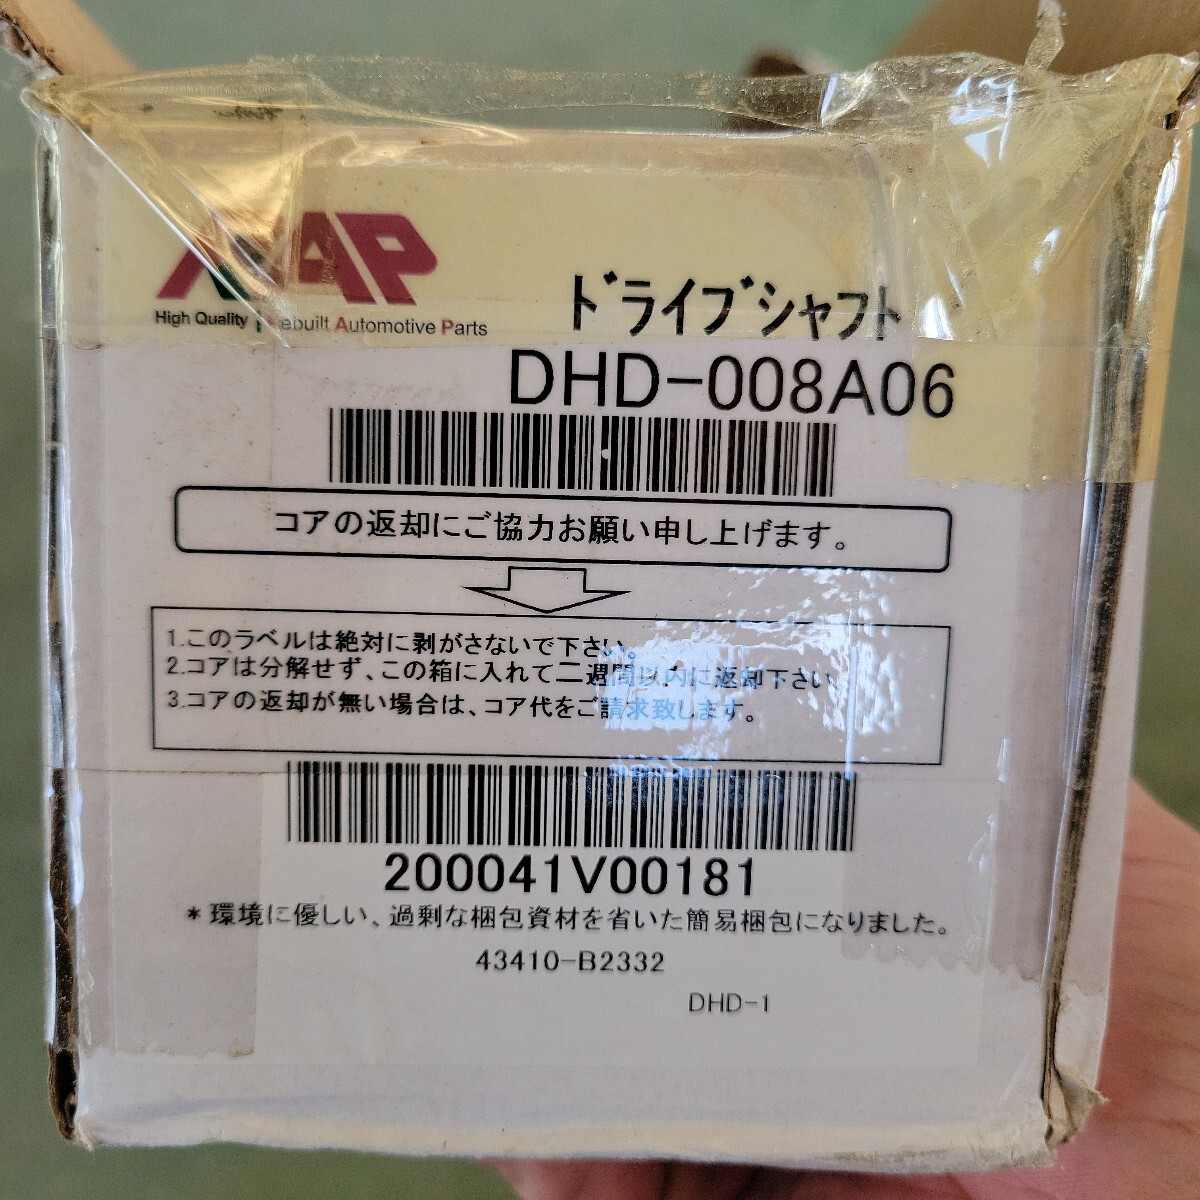 High Quality Rebuilt Automotive Parts
ドライブシャフト
DHD-008A06
コアの返却にご協力お願い申し上げます。
1.このラベルは絶対に剥がさないで下さい。
2.コアは分解せず、この箱に入れて二週間以内に返却下さい
3.コアの返却が無い場合は、コア代をご請求致します。
200041V00181
*環境に優しい、過剰な梱包資材を省いた簡易梱包になりました。
43410-B2332
DHD-1